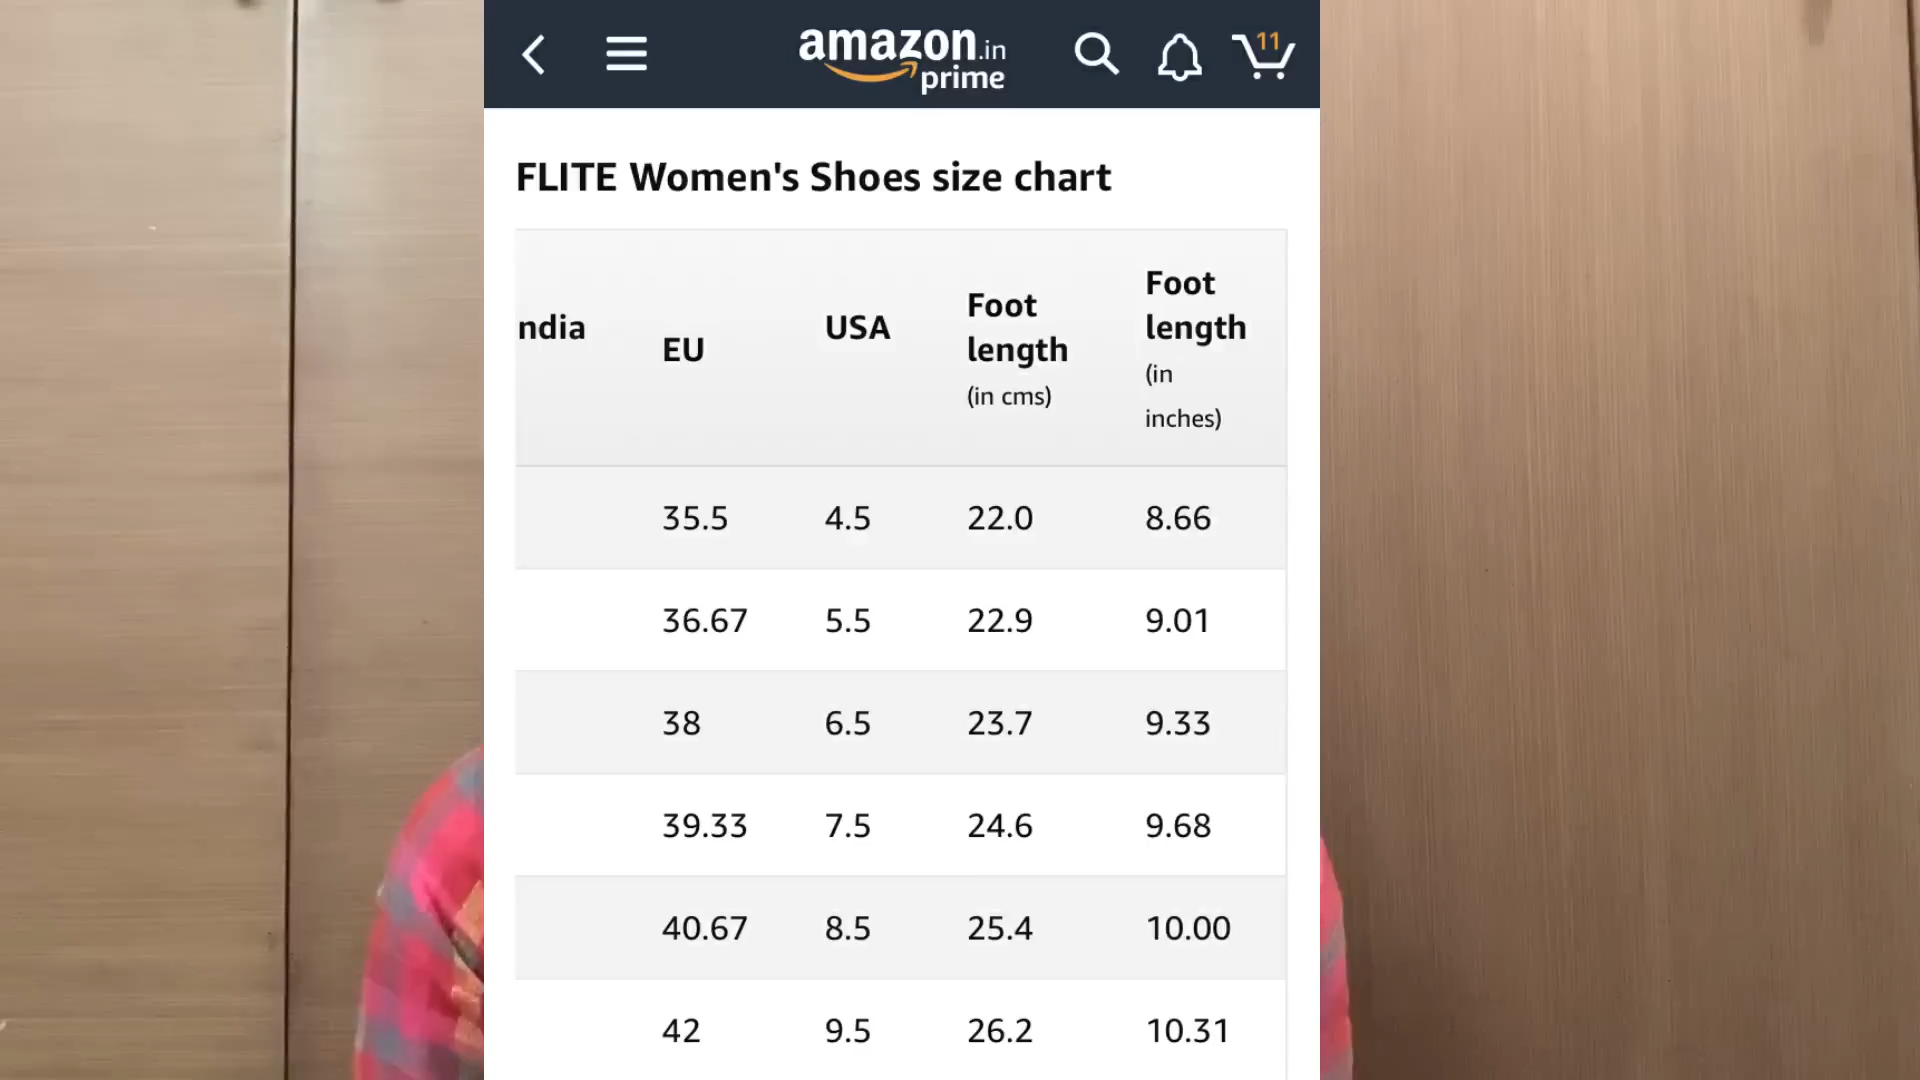 amazon.in
prime
11
FLITE Women's Shoes size chart
ndia EU USA Foot length (in cms) Foot length (in inches)
35.5 4.5 22.0 8.66
36.67 5.5 22.9 9.01
38 6.5 23.7 9.33
39.33 7.5 24.6 9.68
40.67 8.5 25.4 10.00
42 9.5 26.2 10.31